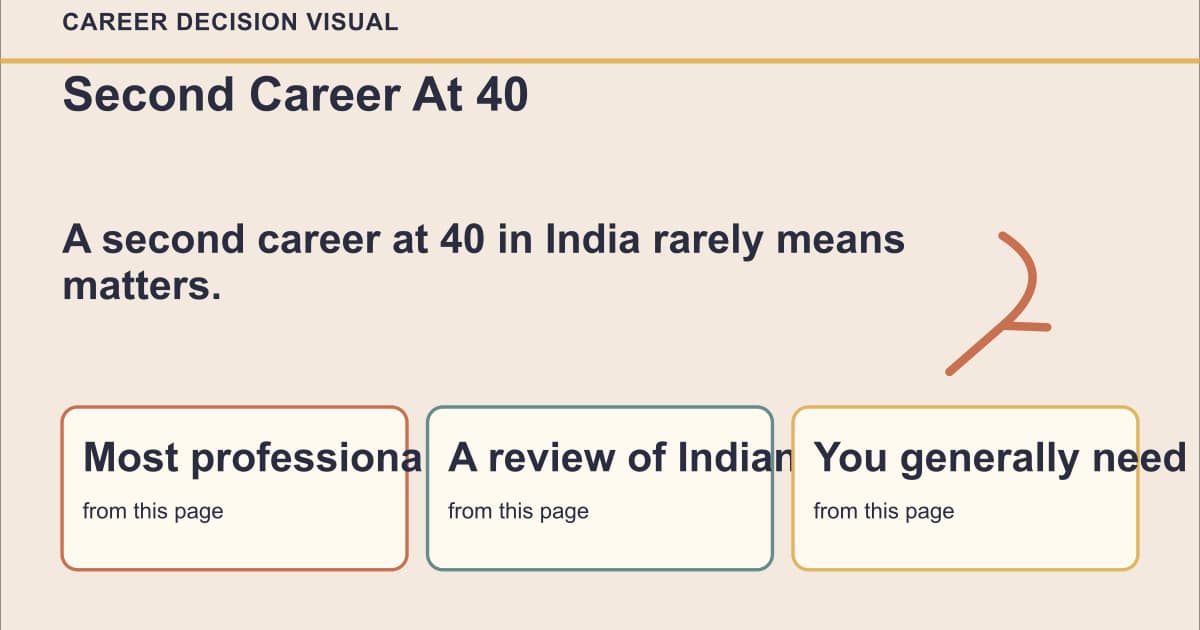 CAREER DECISION VISUAL
Second Career At 40
A second career at 40 in India rarely means
matters.
Most professiona
from this page
A review of Indian
from this page
You generally need
from this page